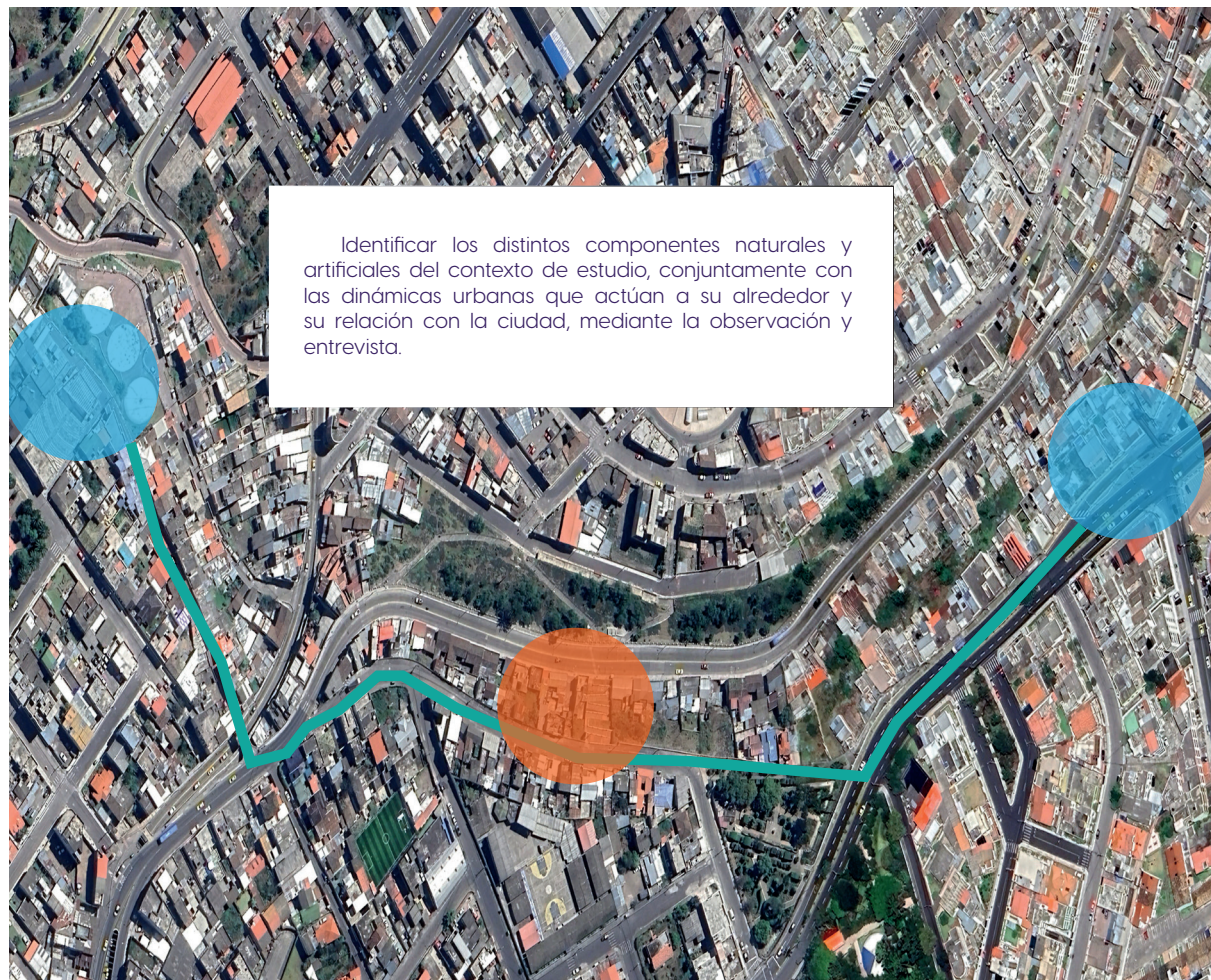 Identificar los distintos componentes naturales y
artificiales del contexto de estudio, conjuntamente con
las dinámicas urbanas que actúan a su alrededor y
su relación con la ciudad, mediante la observación y
entrevista.